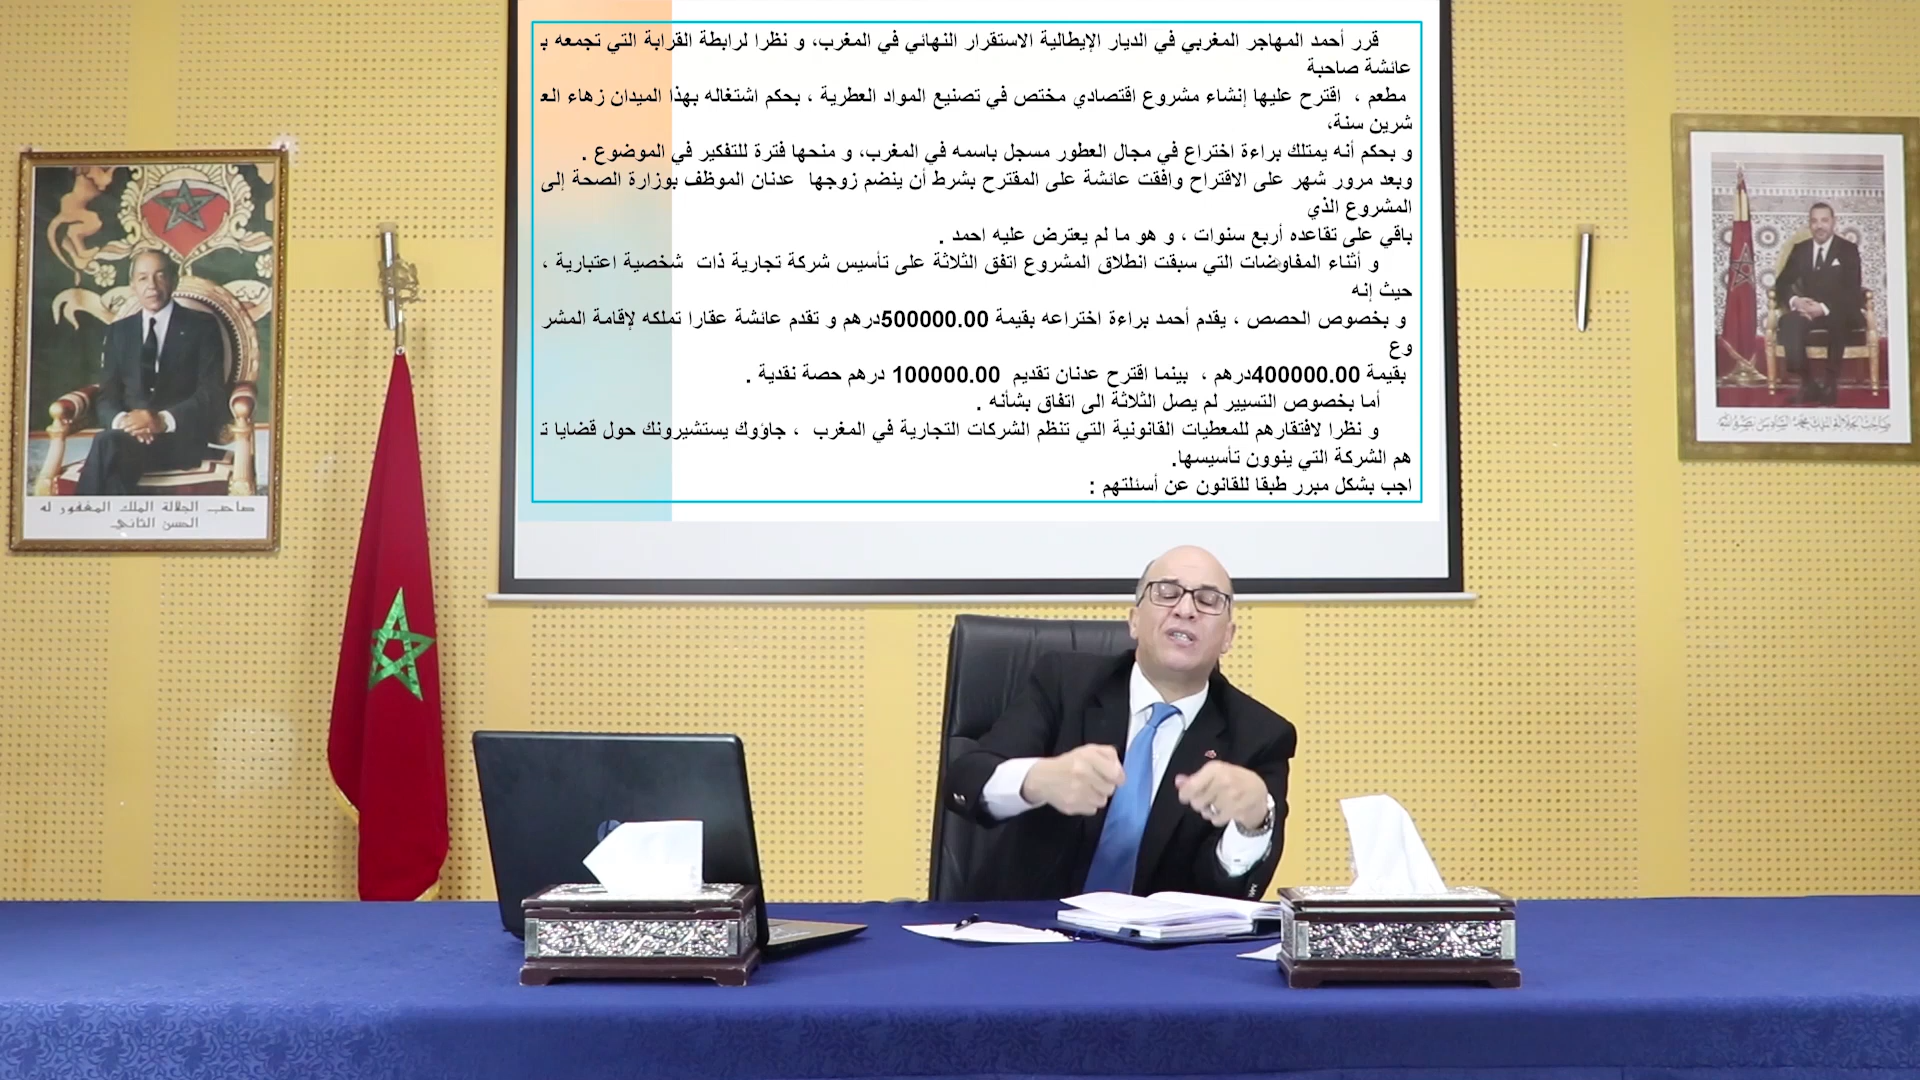 قرر أحمد المهاجر المغربي في الديار الإيطالية الاستقرار النهائي في المغرب، و نظرا لرابطة القرابة التي تجمعه بـ
عائشة صاحبة
مطعم ، اقترح عليها إنشاء مشروع اقتصادي مختص في تصنيع المواد العطرية ، بحكم اشتغاله بهذا الميدان زهاء الع
شرين سنة،
و بحكم أنه يمتلك براءة اختراع في مجال العطور مسجل باسمه في المغرب، و منحها فترة للتفكير في الموضوع .
وبعد مرور شهر على الاقتراح وافقت عائشة على المقترح بشرط أن ينضم زوجها عدنان الموظف بوزارة الصحة إلى
المشروع الذي
باقي على تقاعده أربع سنوات ، و هو ما لم يعترض عليه احمد .
و أثناء المفاوضات التي سبقت انطلاق المشروع اتفق الثلاثة على تأسيس شركة تجارية ذات شخصية اعتبارية ،
حيث إنه
و بخصوص الحصص ، يقدم أحمد براءة اختراعه بقيمة 500000.00درهم و تقدم عائشة عقارا تملكه لإقامة المشر
وع
بقيمة 400000.00درهم ، بينما اقترح عدنان تقديم 100000.00 درهم حصة نقدية .
أما بخصوص التسيير لم يصل الثلاثة الى اتفاق بشأنه .
و نظرا لافتقارهم للمعطيات القانونية التي تنظم الشركات التجارية في المغرب ، جاؤوك يستشيرونك حول قضايا ت
هم الشركة التي ينوون تأسيسها.
اجب بشكل مبرر طبقا للقانون عن أسئلتهم :
صاحب الجلالة الملك المغفور له
الحسن الثاني